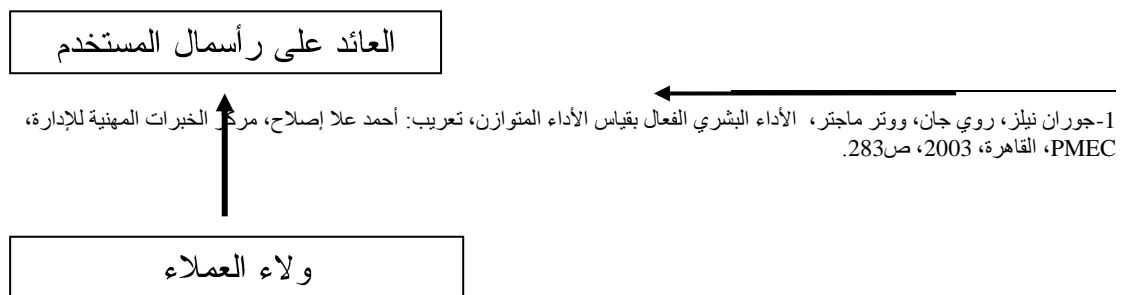 العائد على رأسمال المستخدم
1-جوران نيلز، روي جان، ووتر ماجتر، الأداء البشري الفعال بقياس الأداء المتوازن، تعريب: أحمد علا إصلاح، مركز الخبرات المهنية للإدارة،
PMEC، القاهرة، 2003، ص283.
ولاء العملاء